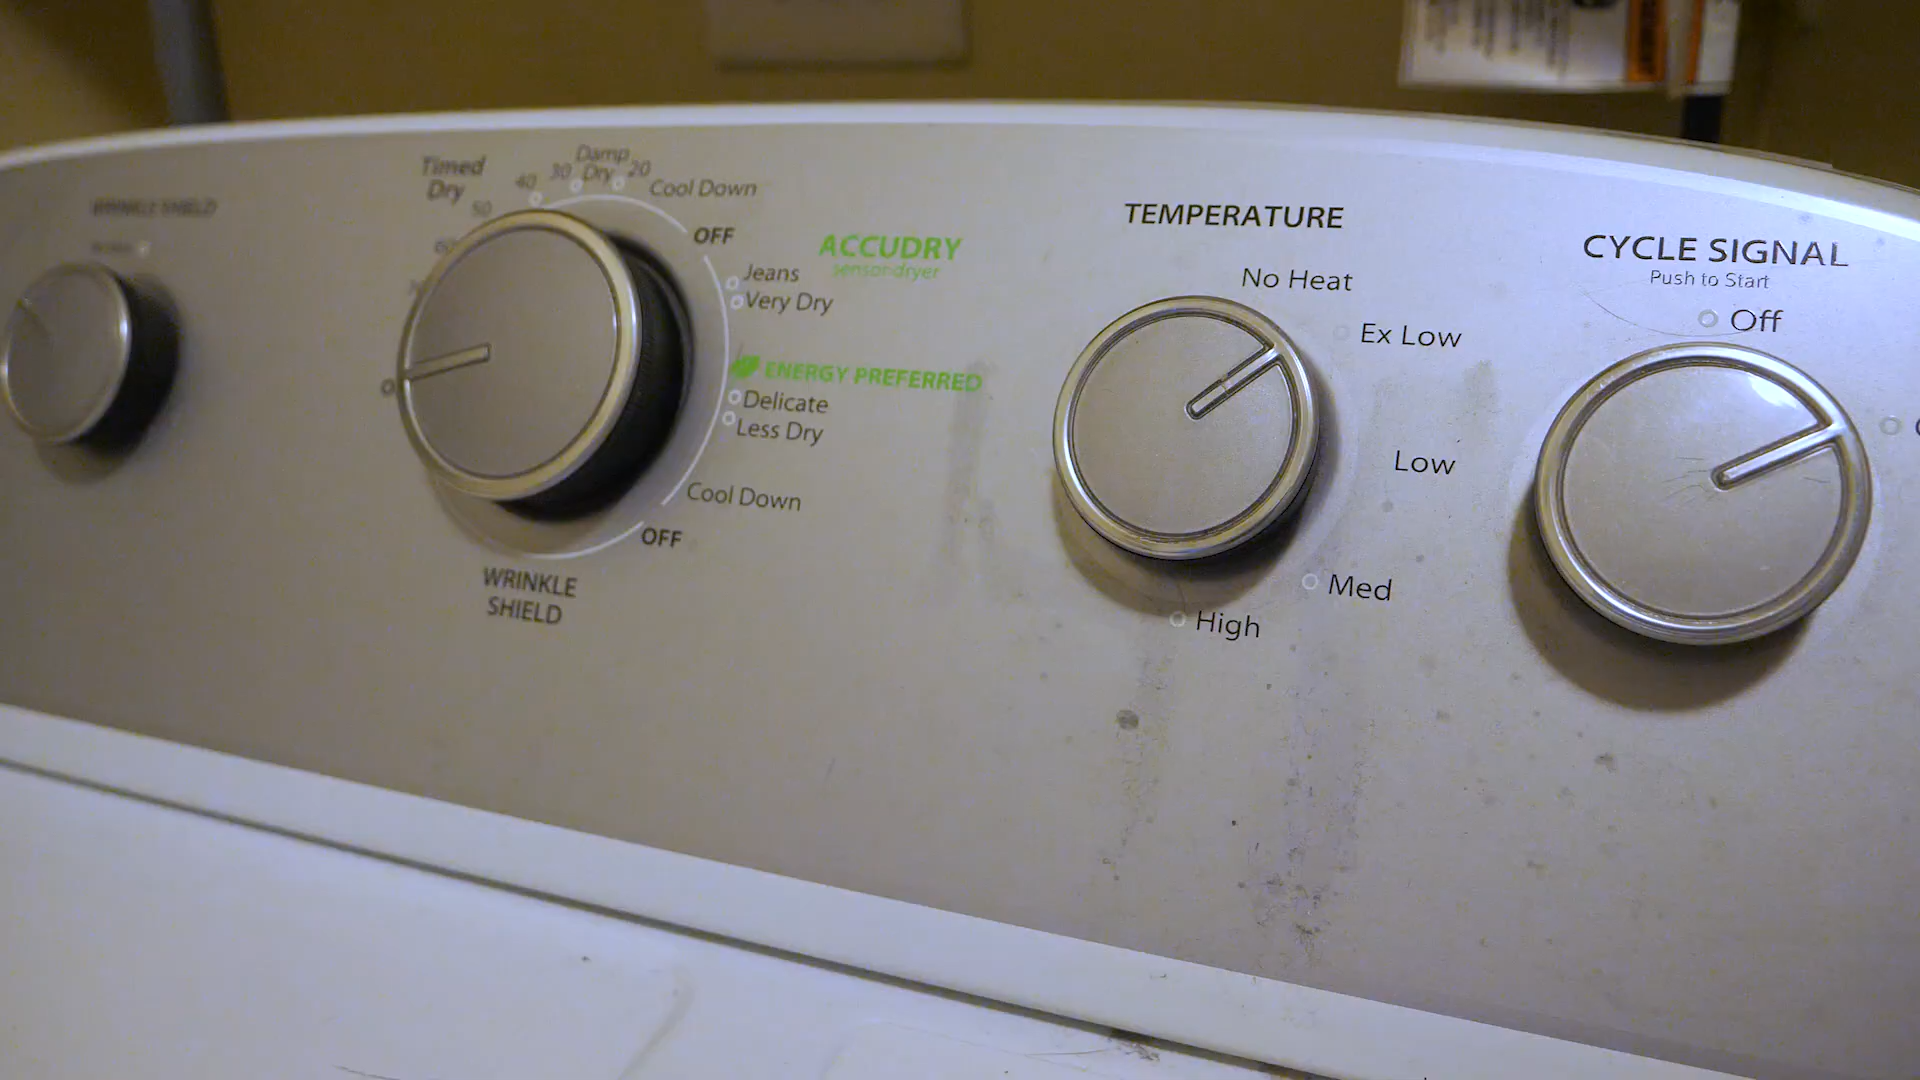 WRINKLE SHIELD
Timed
Dry
50
40
30
Damp
Dry
20
Cool Down
OFF
ACCUDRY
sensor dryer
Jeans
Very Dry
ENERGY PREFERRED
Delicate
Less Dry
Cool Down
OFF
WRINKLE
SHIELD
TEMPERATURE
No Heat
Ex Low
Low
Med
High
CYCLE SIGNAL
Push to Start
Off